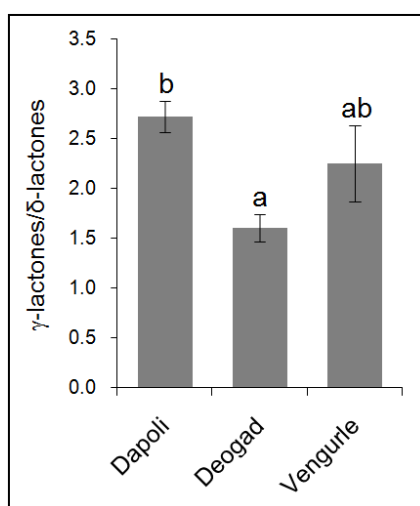 γ-lactones/δ-lactones
3.5
3.0
2.5
2.0
1.5
1.0
0.5
0.0
b
a
ab
Dapoli
Deogad
Vengurle